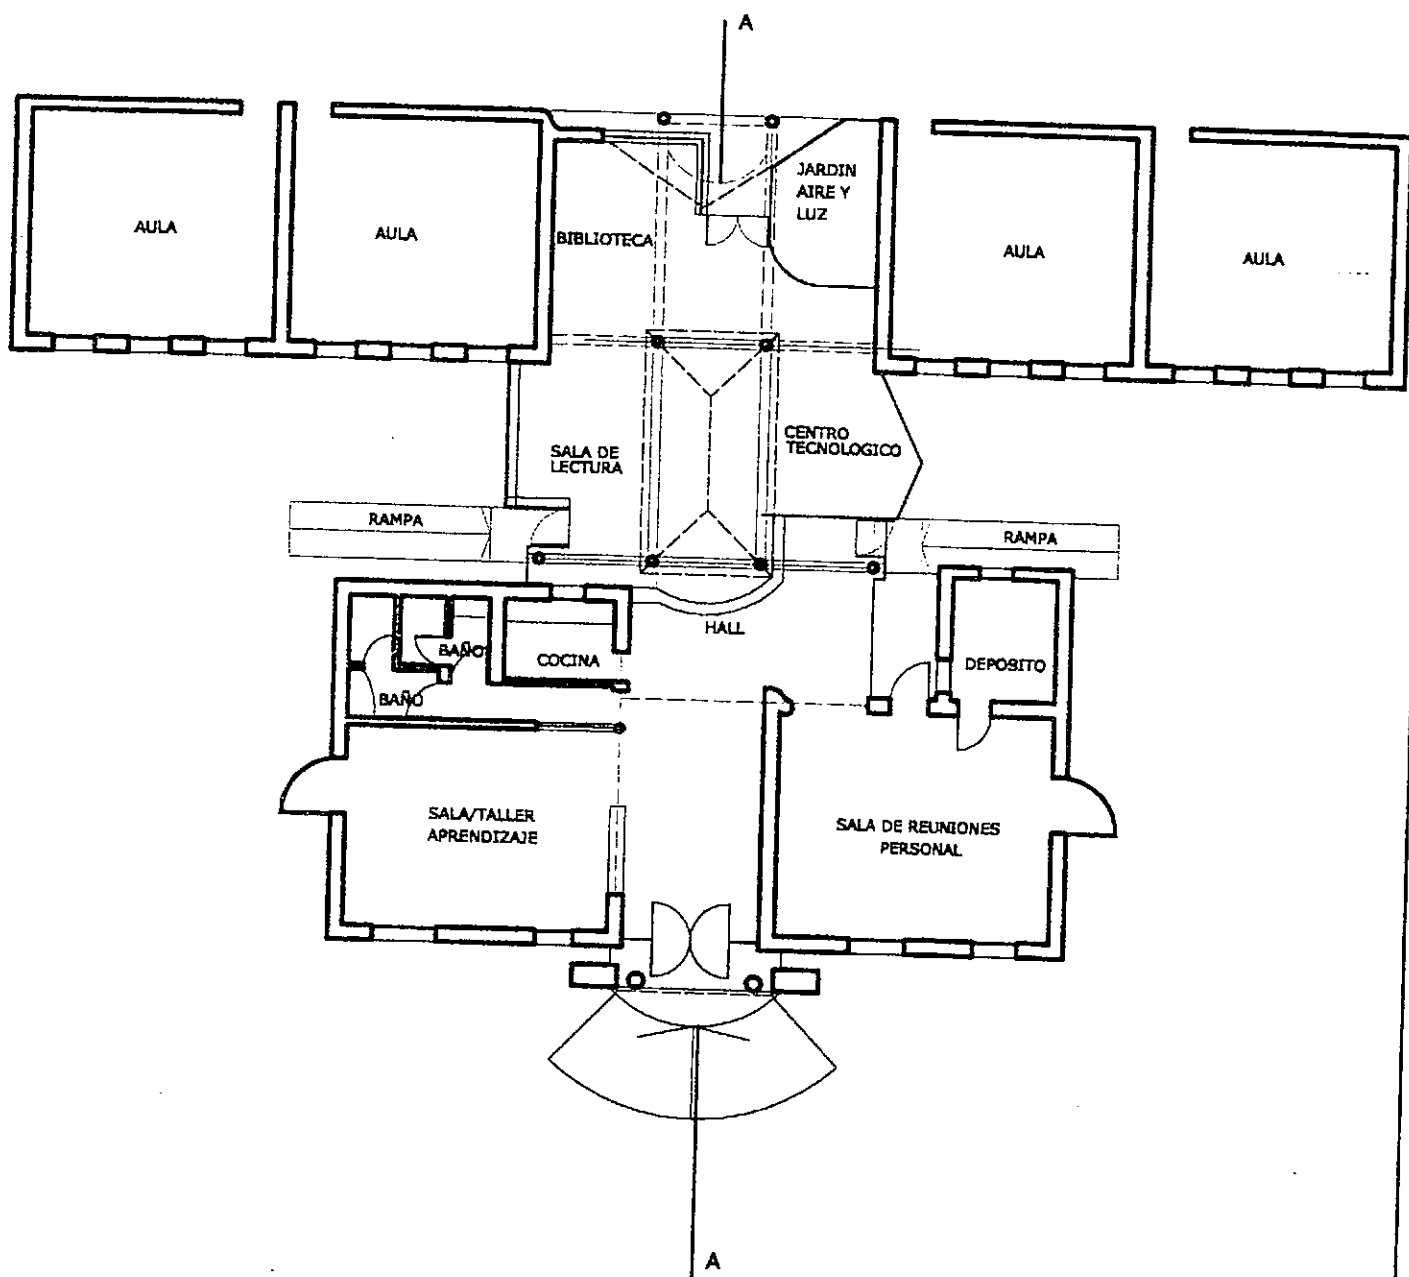 A
JARDIN
AIRE Y
LUZ
AULA
AULA
BIBLIOTECA
AULA
AULA
SALA DE
LECTURA
CENTRO
TECNOLOGICO
RAMPA
RAMPA
HALL
BAÑO
COCINA
DEPOSITO
BAÑO
SALA/TALLER
APRENDIZAJE
SALA DE REUNIONES
PERSONAL
A